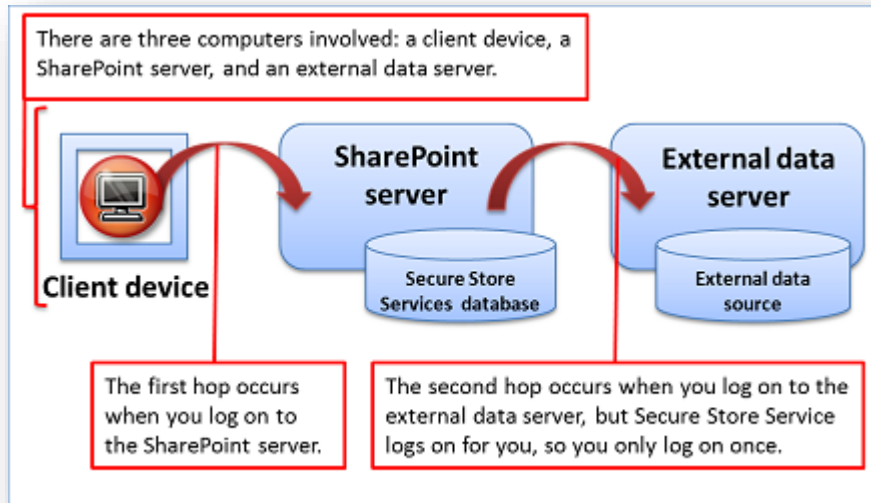 There are three computers involved: a client device, a
SharePoint server, and an external data server.
Client device
SharePoint
server
Secure Store
Services database
External data
server
External data
source
The first hop occurs
when you log on to
the SharePoint server.
The second hop occurs when you log on to the
external data server, but Secure Store Service
logs on for you, so you only log on once.